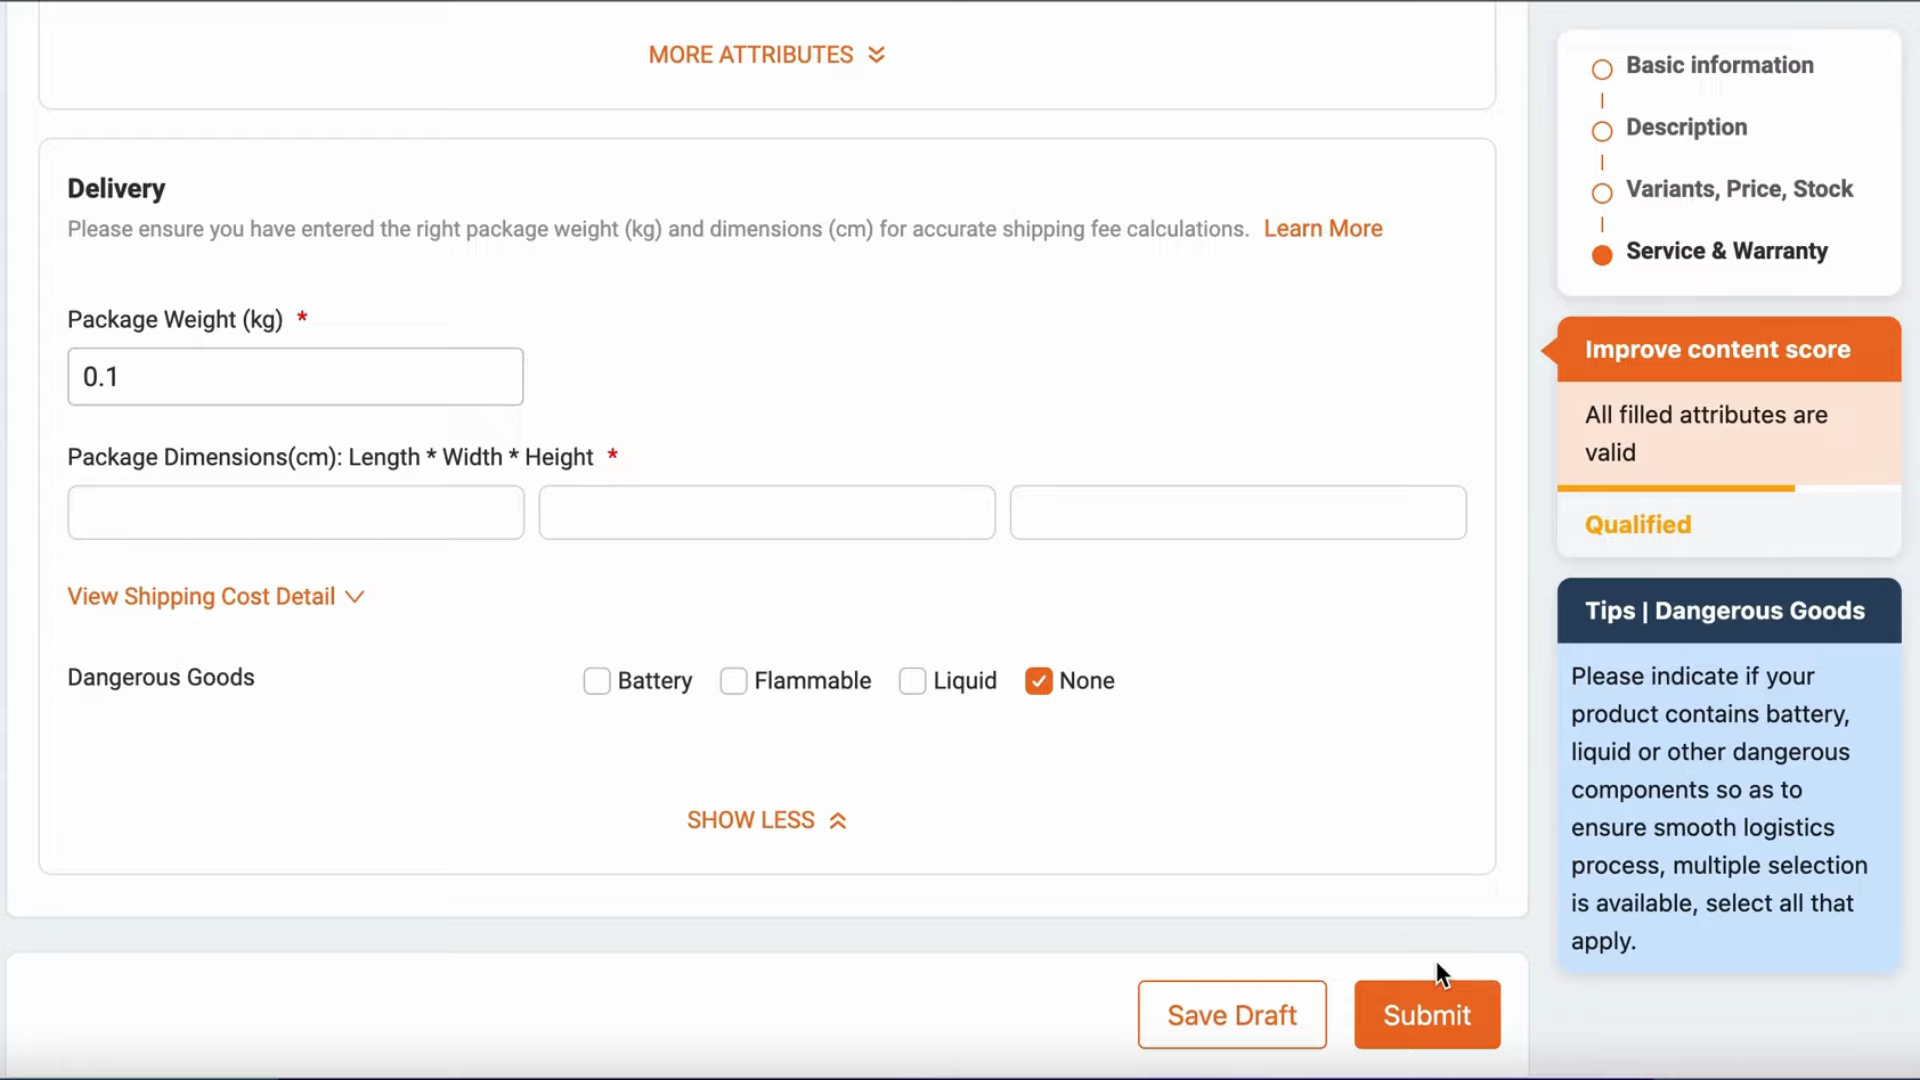 MORE ATTRIBUTES
Delivery
Please ensure you have entered the right package weight (kg) and dimensions (cm) for accurate shipping fee calculations. Learn More
Package Weight (kg) *
0.1
Package Dimensions(cm): Length * Width * Height *
View Shipping Cost Detail
Dangerous Goods
Battery Flammable Liquid None
SHOW LESS
Save Draft Submit
Basic information
Description
Variants, Price, Stock
Service & Warranty
Improve content score
All filled attributes are
valid
Qualified
Tips | Dangerous Goods
Please indicate if your
product contains battery,
liquid or other dangerous
components so as to
ensure smooth logistics
process, multiple selection
is available, select all that
apply.